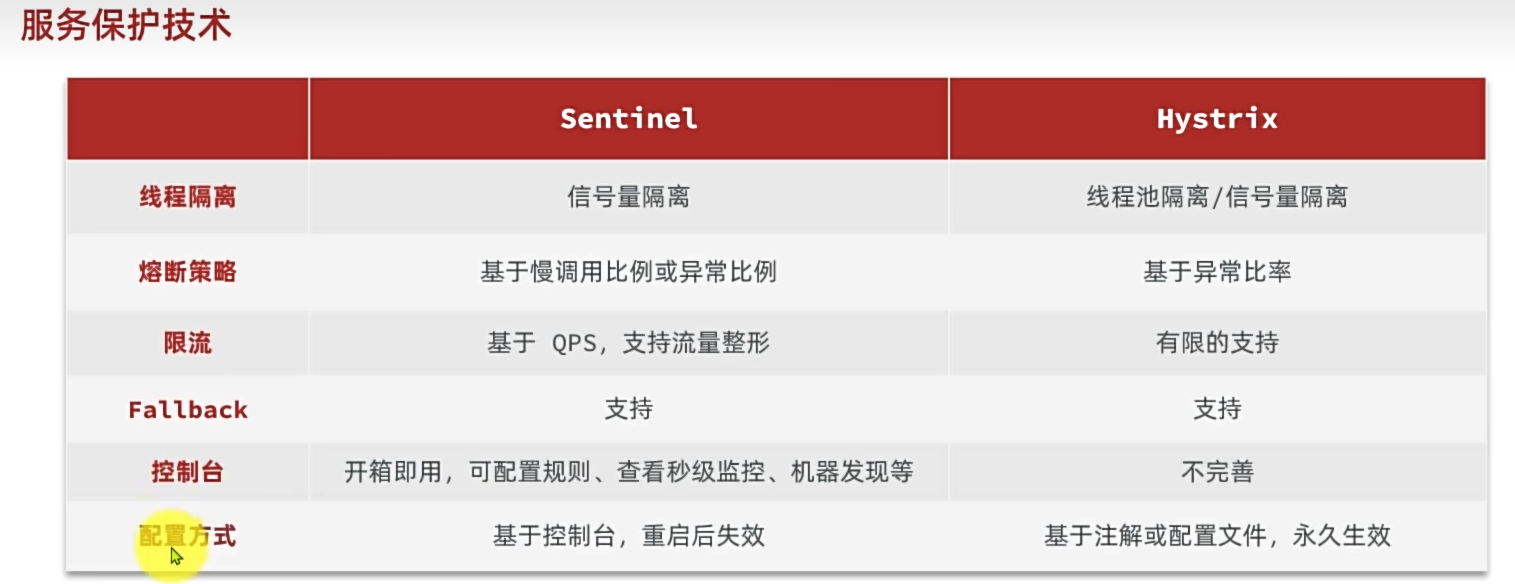 服务保护技术
Sentinel Hystrix
线程隔离 信号量隔离 线程池隔离/信号量隔离
熔断策略 基于慢调用比例或异常比例 基于异常比率
限流 基于 QPS，支持流量整形 有限的支持
Fallback 支持 支持
控制台 开箱即用，可配置规则、查看秒级监控、机器发现等 不完善
配置方式 基于控制台，重启后失效 基于注解或配置文件，永久生效